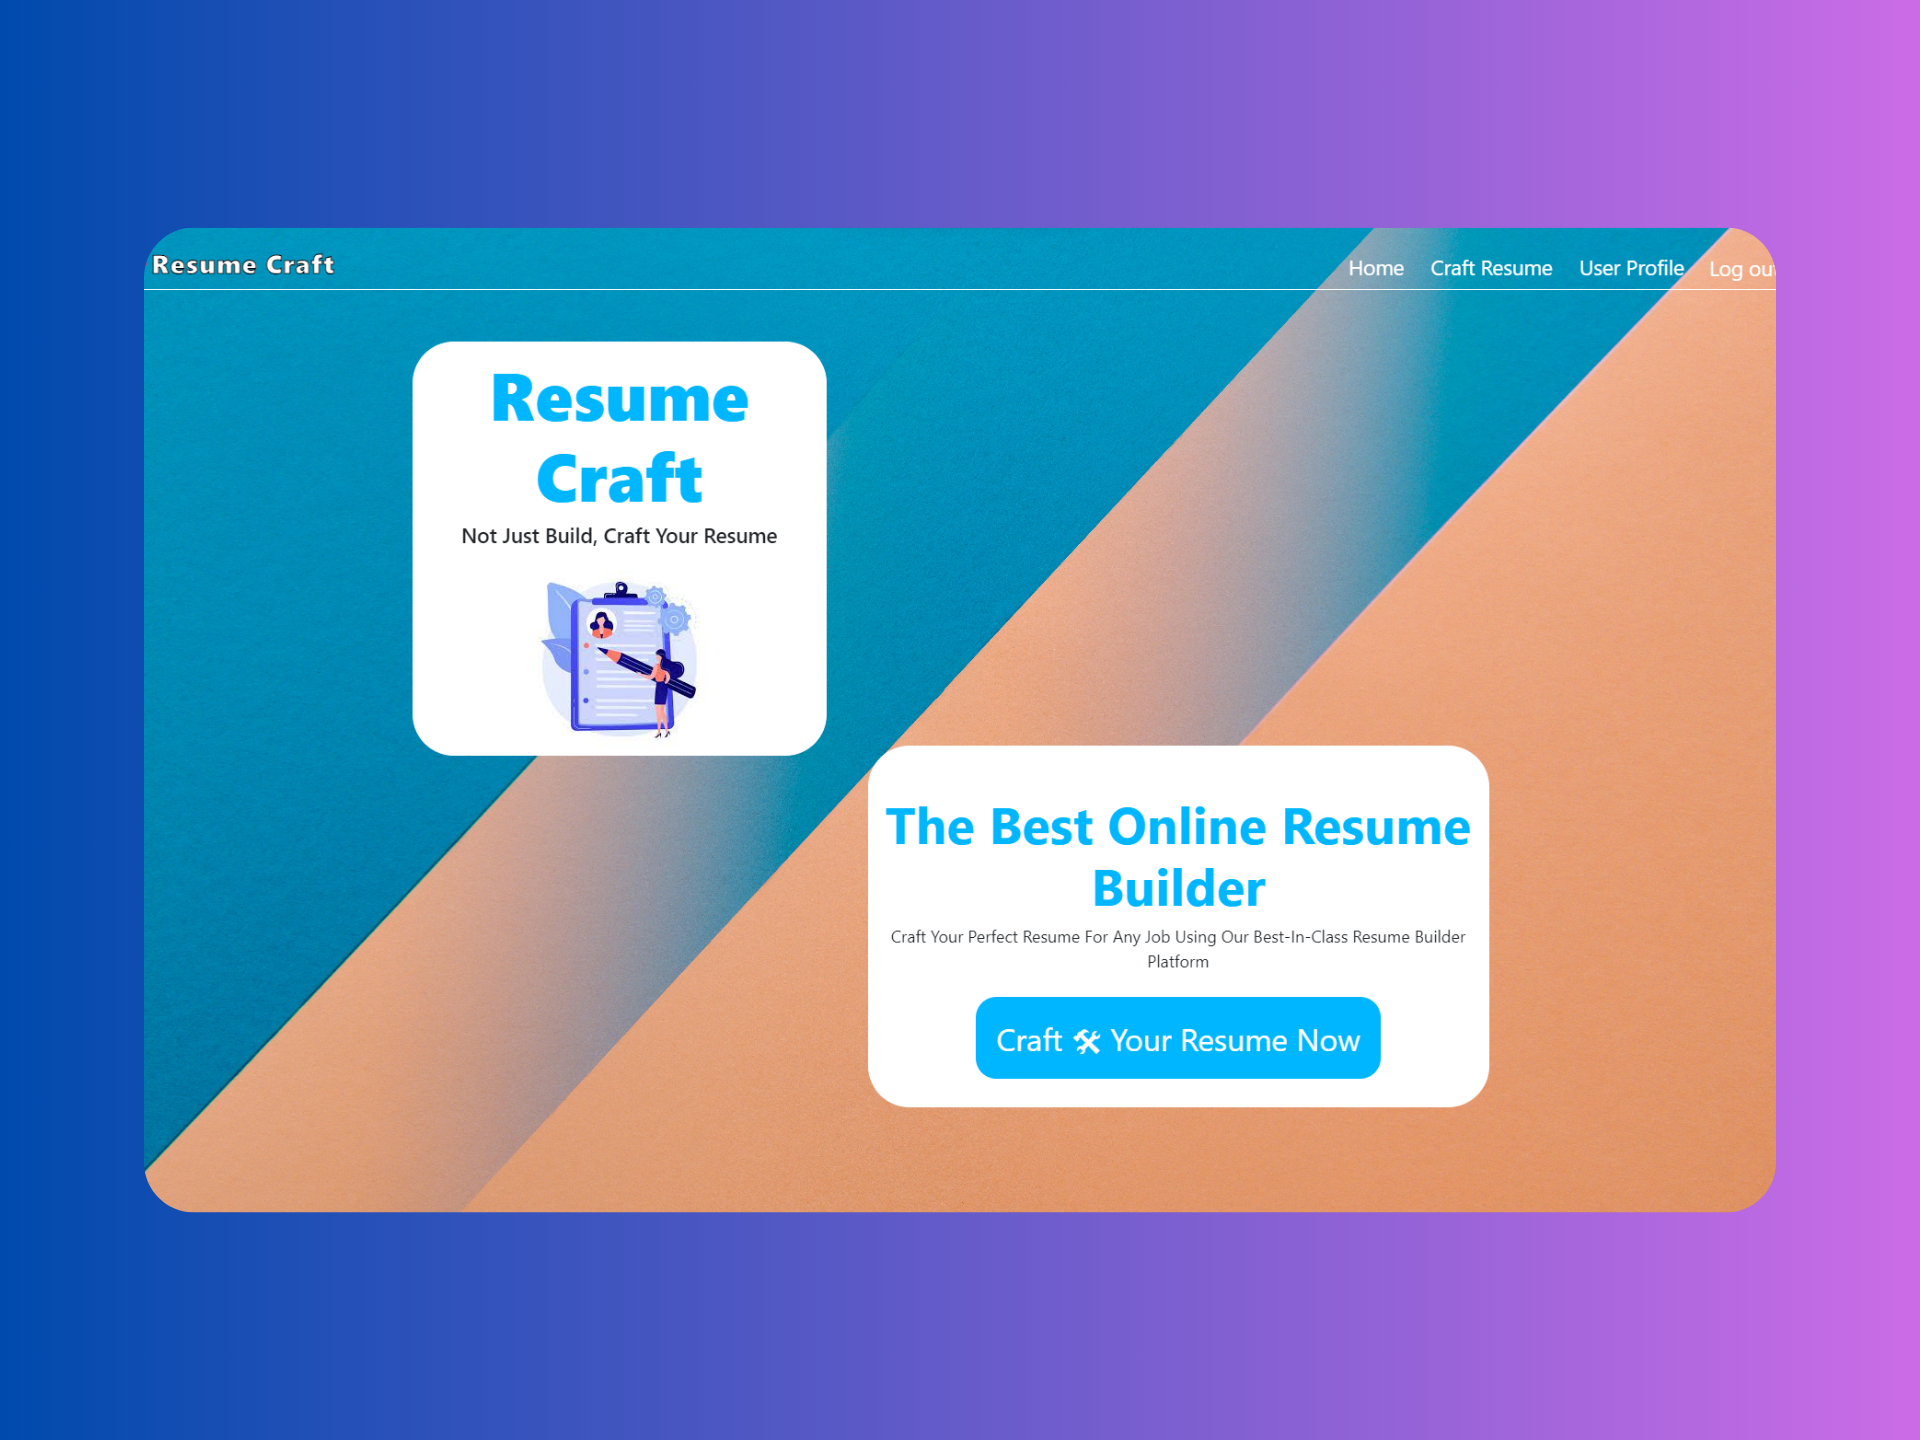 Resume Craft
Home Craft Resume User Profile Log out
Resume
Craft
Not Just Build, Craft Your Resume
The Best Online Resume
Builder
Craft Your Perfect Resume For Any Job Using Our Best-In-Class Resume Builder
Platform
Craft 🛠 Your Resume Now